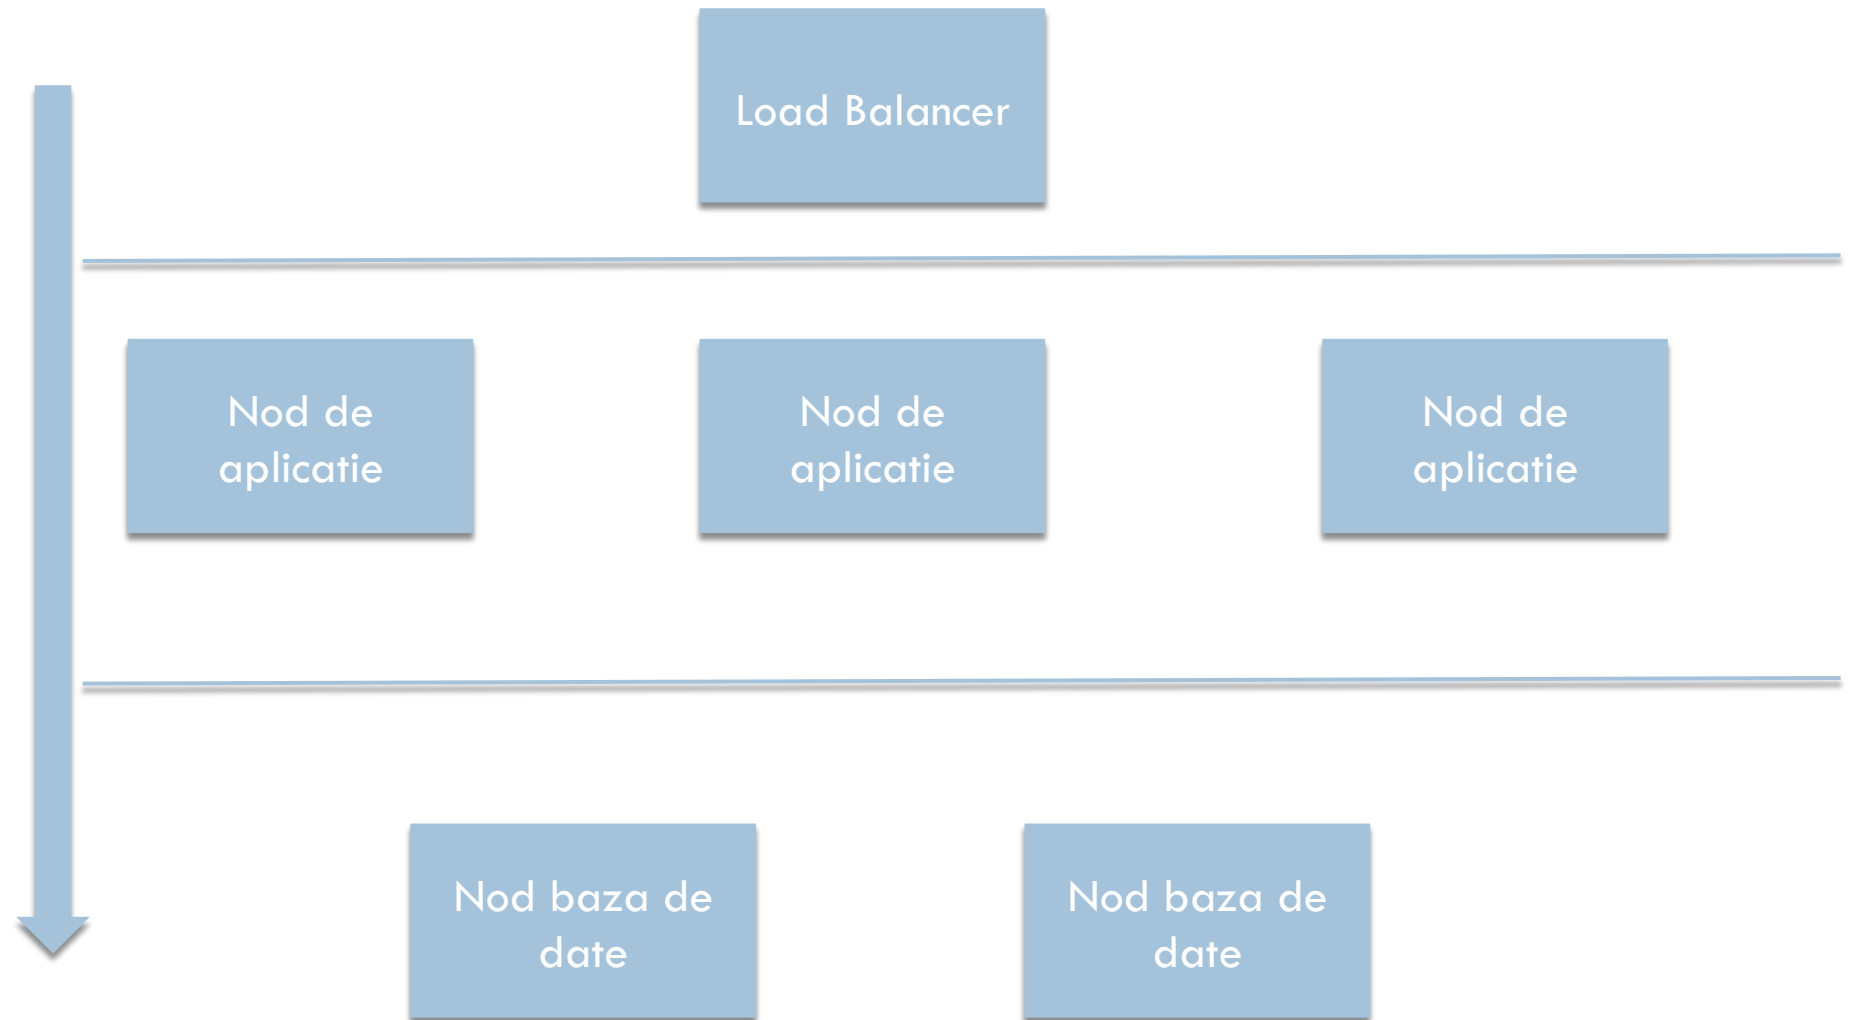 Load Balancer
Nod de
aplicatie
Nod de
aplicatie
Nod de
aplicatie
Nod baza de
date
Nod baza de
date